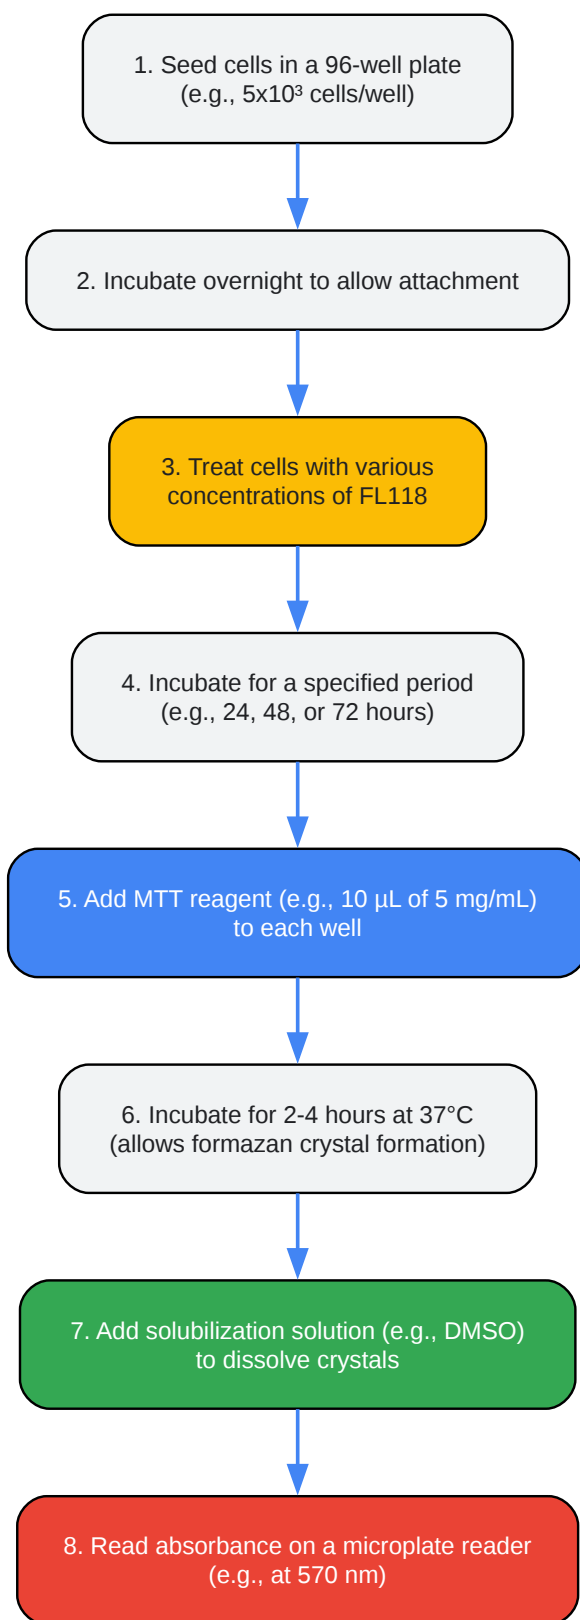 1. Seed cells in a 96-well plate
(e.g., 5x10³ cells/well)
2. Incubate overnight to allow attachment
3. Treat cells with various
concentrations of FL118
4. Incubate for a specified period
(e.g., 24, 48, or 72 hours)
5. Add MTT reagent (e.g., 10 µL of 5 mg/mL)
to each well
6. Incubate for 2-4 hours at 37°C
(allows formazan crystal formation)
7. Add solubilization solution (e.g., DMSO)
to dissolve crystals
8. Read absorbance on a microplate reader
(e.g., at 570 nm)